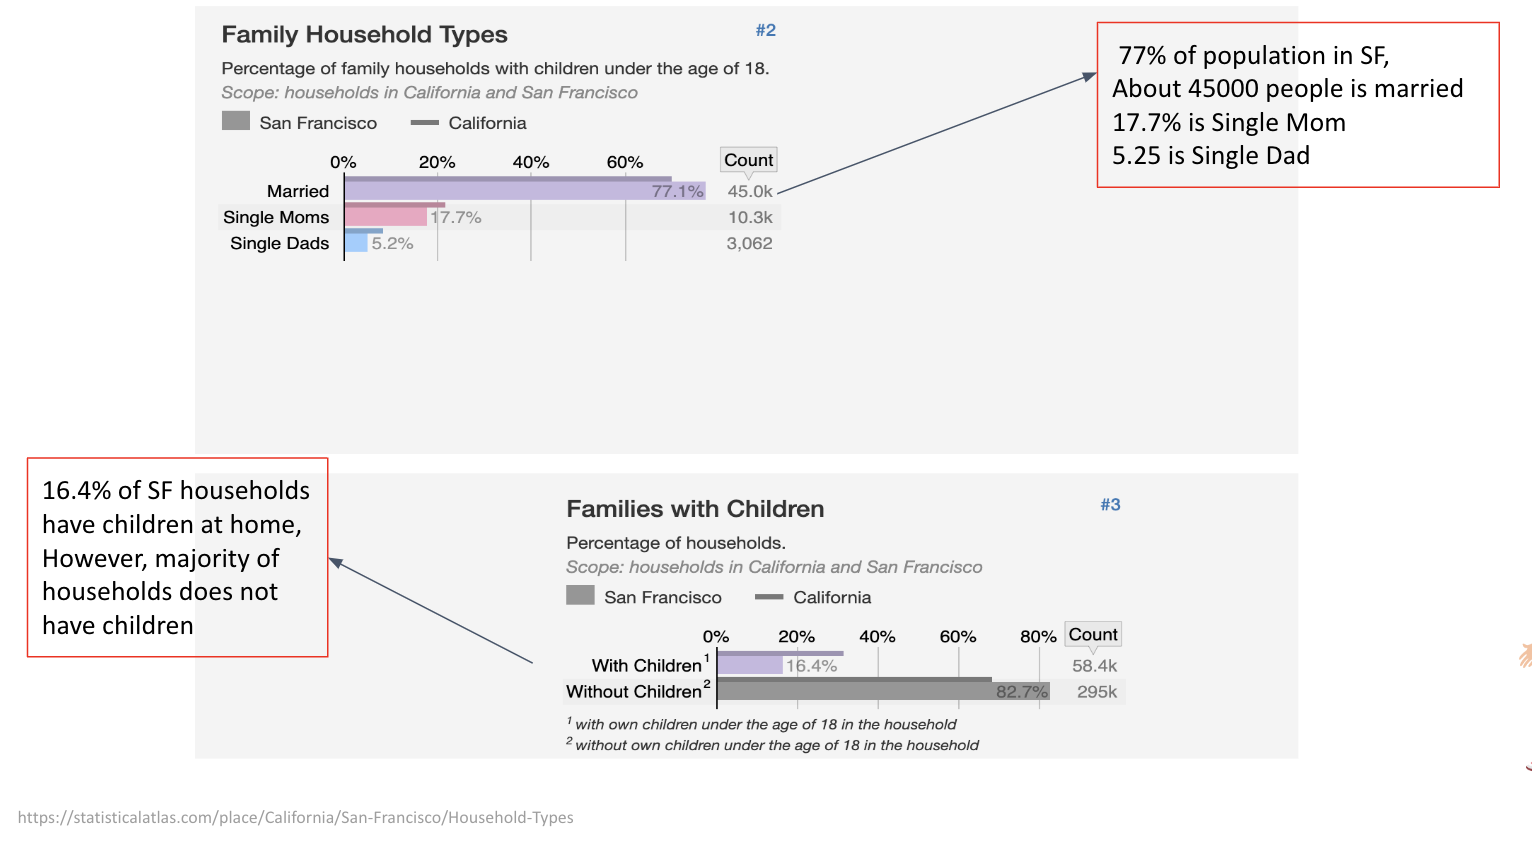 Family Household Types
#2
Percentage of family households with children under the age of 18.
Scope: households in California and San Francisco
San Francisco California
0% 20% 40% 60% Count
Married 77.1% 45.0k
Single Moms 17.7% 10.3k
Single Dads 5.2% 3,062
77% of population in SF,
About 45000 people is married
17.7% is Single Mom
5.25 is Single Dad
16.4% of SF households
have children at home,
However, majority of
households does not
have children
Families with Children
#3
Percentage of households.
Scope: households in California and San Francisco
San Francisco California
0% 20% 40% 60% 80% Count
With Children1 16.4% 58.4k
Without Children2 82.7% 295k
1 with own children under the age of 18 in the household
2 without own children under the age of 18 in the household
https://statisticalatlas.com/place/California/San-Francisco/Household-Types